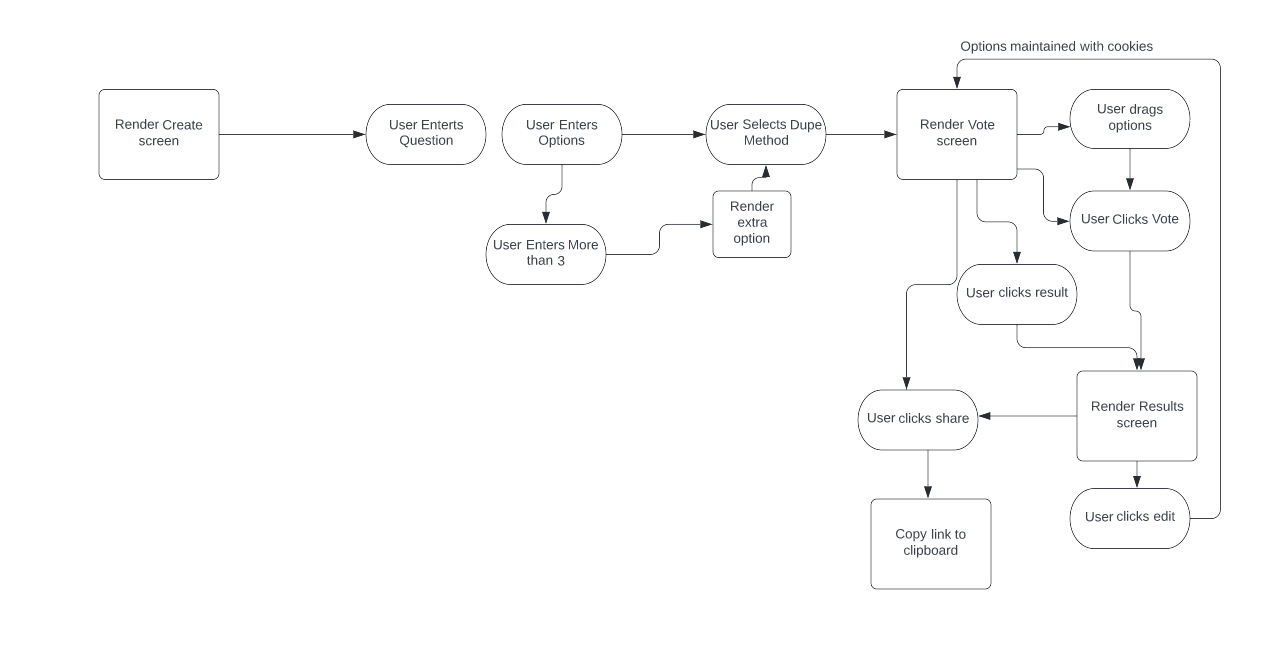 Options maintained with cookies
Render Create
screen
User Enterts
Question
User Enters
Options
User Selects Dupe
Method
Render Vote
screen
User drags
options
Render
extra
option
User Clicks Vote
User Enters More
than 3
User clicks result
User clicks share
Render Results
screen
User clicks edit
Copy link to
clipboard